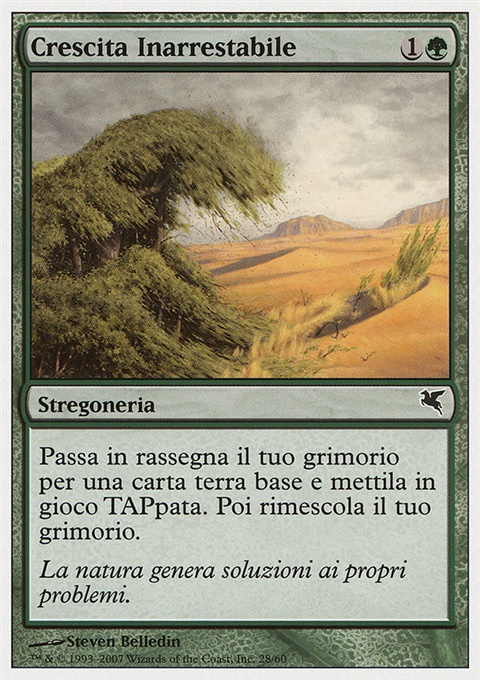 Crescita Inarrestabile 1
Stregoneria
Passa in rassegna il tuo grimorio
per una carta terra base e mettila in
gioco TAPpata. Poi rimescola il tuo
grimorio.
La natura genera soluzioni ai propri
problemi.
Steven Belledin
™ & © 1993-2007 Wizards of the Coast, Inc. 28/60